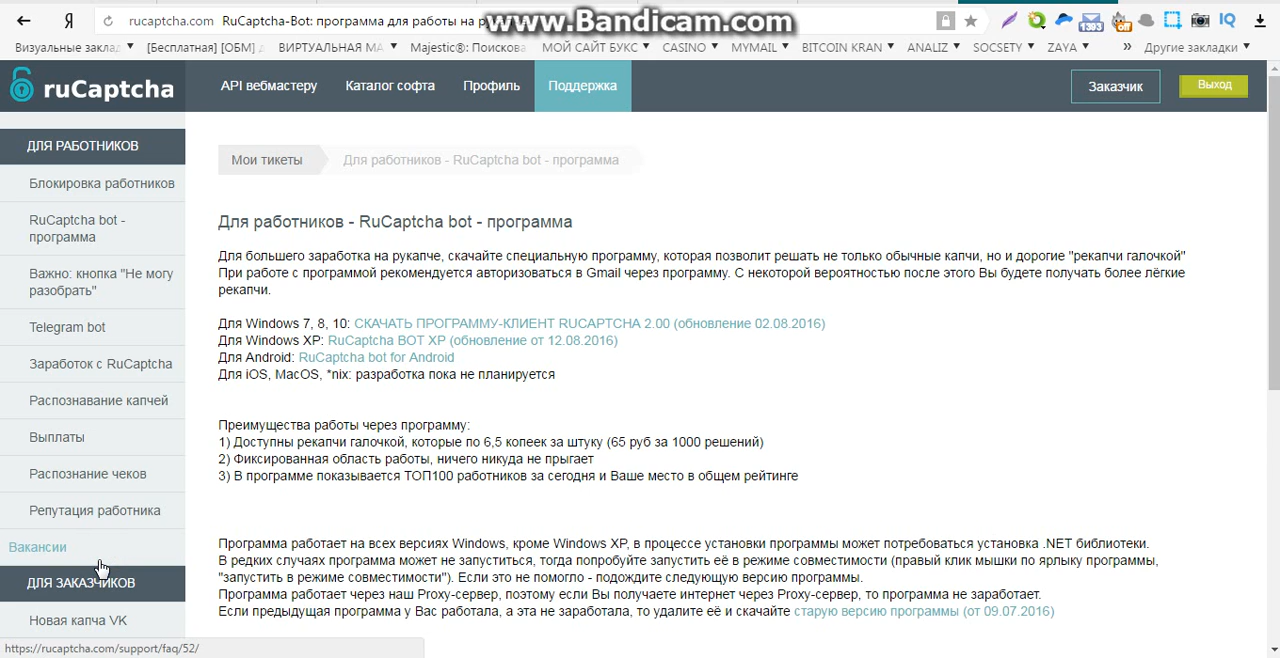 Я rucaptcha.com RuCaptcha-Bot: программа для работы на
www.Bandicam.com
Визуальные заклад
[Бесплатная] [ОБМ]
ВИРТУАЛЬНАЯ МА
Majestic®: Поискова
МОЙ САЙТ БУКС
CASINO
MYMAIL
BITCOIN KRAN
ANALIZ
SOCSETY
ZAYA
»
Другие закладки
ruCaptcha
API вебмастеру
Каталог софта
Профиль
Поддержка
Заказчик
Выход
ДЛЯ РАБОТНИКОВ
Блокировка работников
RuCaptcha bot -
программа
Важно: кнопка "Не могу
разобрать"
Telegram bot
Заработок с RuCaptcha
Распознавание капчей
Выплаты
Распознание чеков
Репутация работника
Вакансии
ДЛЯ ЗАКАЗЧИКОВ
Новая капча VK
https://rucaptcha.com/support/faq/52/
Мои тикеты
Для работников - RuCaptcha bot - программа
Для работников - RuCaptcha bot - программа
Для большего заработка на рукапче, скачайте специальную программу, которая позволит решать не только обычные капчи, но и дорогие "рекапчи галочкой"
При работе с программой рекомендуется авторизоваться в Gmail через программу. С некоторой вероятностью после этого Вы будете получать более лёгкие
рекапчи.
Для Windows 7, 8, 10: СКАЧАТЬ ПРОГРАММУ-КЛИЕНТ RUCAPTCHA 2.00 (обновление 02.08.2016)
Для Windows XP: RuCaptcha BOT XP (обновление от 12.08.2016)
Для Android: RuCaptcha bot for Android
Для iOS, MacOS, *nix: разработка пока не планируется
Преимущества работы через программу:
1) Доступны рекапчи галочкой, которые по 6,5 копеек за штуку (65 руб за 1000 решений)
2) Фиксированная область работы, ничего никуда не прыгает
3) В программе показывается ТОП100 работников за сегодня и Ваше место в общем рейтинге
Программа работает на всех версиях Windows, кроме Windows XP, в процессе установки программы может потребоваться установка .NET библиотеки.
В редких случаях программа может не запуститься, тогда попробуйте запустить её в режиме совместимости (правый клик мышки по ярлыку программы,
"запустить в режиме совместимости"). Если это не помогло - подождите следующую версию программы.
Программа работает через наш Proxy-сервер, поэтому если Вы получаете интернет через Proxy-сервер, то программа не заработает.
Если предыдущая программа у Вас работала, а эта не заработала, то удалите её и скачайте старую версию программы (от 09.07.2016)